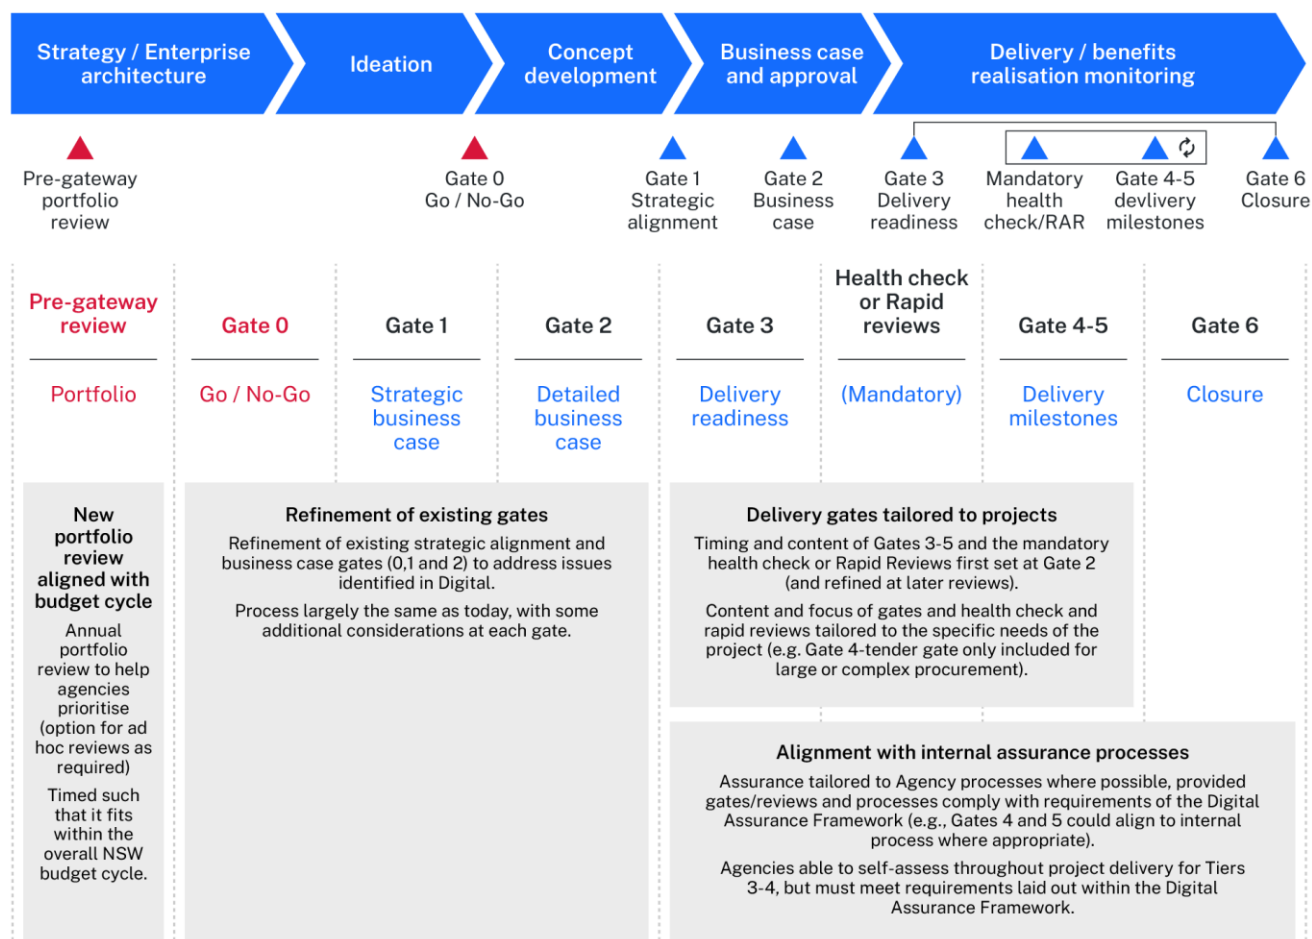 Strategy / Enterprise
architecture
Ideation
Concept
development
Business case
and approval
Delivery / benefits
realisation monitoring
Pre-gateway
portfolio
review
Gate 0
Go / No-Go
Gate 1
Strategic
alignment
Gate 2
Business
case
Gate 3
Delivery
readiness
Mandatory
health
check/RAR
Gate 4-5
devlivery
milestones
Gate 6
Closure
Pre-gateway
review
Portfolio
Gate 0
Go / No-Go
Gate 1
Strategic
business
case
Gate 2
Detailed
business
case
Gate 3
Delivery
readiness
Health check
or Rapid
reviews
(Mandatory)
Gate 4-5
Delivery
milestones
Gate 6
Closure
New
portfolio
review
aligned with
budget cycle
Annual
portfolio
review to help
agencies
prioritise
(option for ad
hoc reviews as
required)
Timed such
that it fits
within the
overall NSW
budget cycle.
Refinement of existing gates
Refinement of existing strategic alignment and
business case gates (0,1 and 2) to address issues
identified in Digital.
Process largely the same as today, with some
additional considerations at each gate.
Delivery gates tailored to projects
Timing and content of Gates 3-5 and the mandatory
health check or Rapid Reviews first set at Gate 2
(and refined at later reviews).
Content and focus of gates and health check and
rapid reviews tailored to the specific needs of the
project (e.g. Gate 4-tender gate only included for
large or complex procurement).
Alignment with internal assurance processes
Assurance tailored to Agency processes where possible, provided
gates/reviews and processes comply with requirements of the Digital
Assurance Framework (e.g., Gates 4 and 5 could align to internal
process where appropriate).
Agencies able to self-assess throughout project delivery for Tiers
3-4, but must meet requirements laid out within the Digital
Assurance Framework.